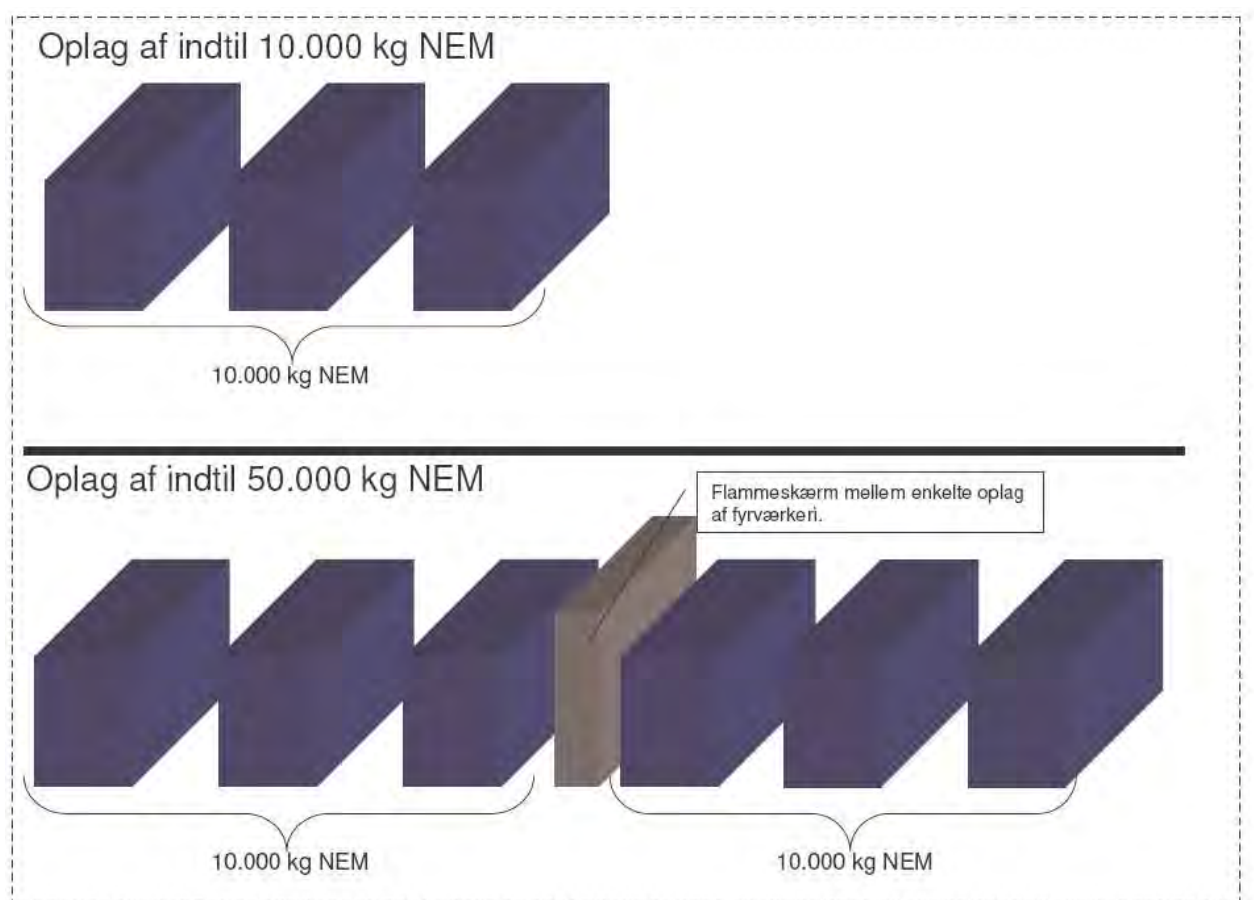 Oplag af indtil 10.000 kg NEM
10.000 kg NEM
Oplag af indtil 50.000 kg NEM
Flammeskærm mellem enkelte oplag
af fyrværkeri.
10.000 kg NEM
10.000 kg NEM